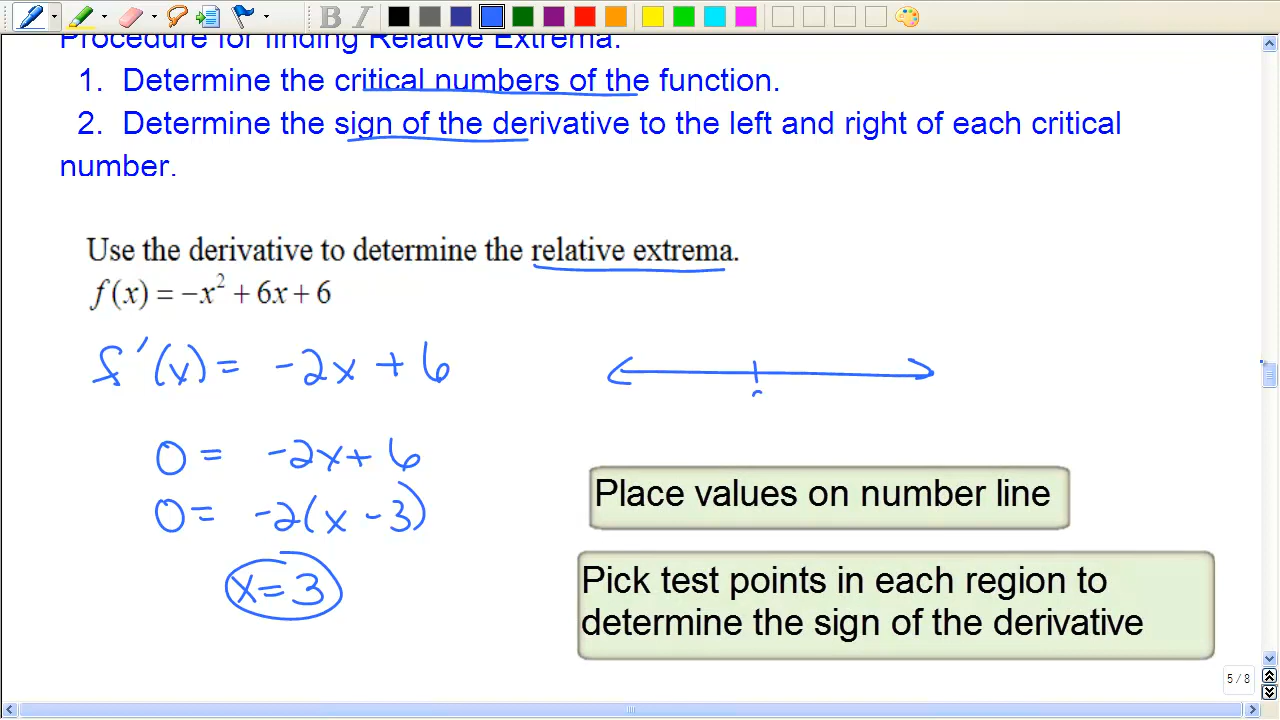 B I
Procedure for finding Relative Extrema:
1. Determine the critical numbers of the function.
2. Determine the sign of the derivative to the left and right of each critical
number.
Use the derivative to determine the relative extrema.
f(x) = −x² + 6x + 6
f'(x) = -2x + 6
0 = -2x + 6
0 = -2(x - 3)
x = 3
Place values on number line
Pick test points in each region to
determine the sign of the derivative
5/8